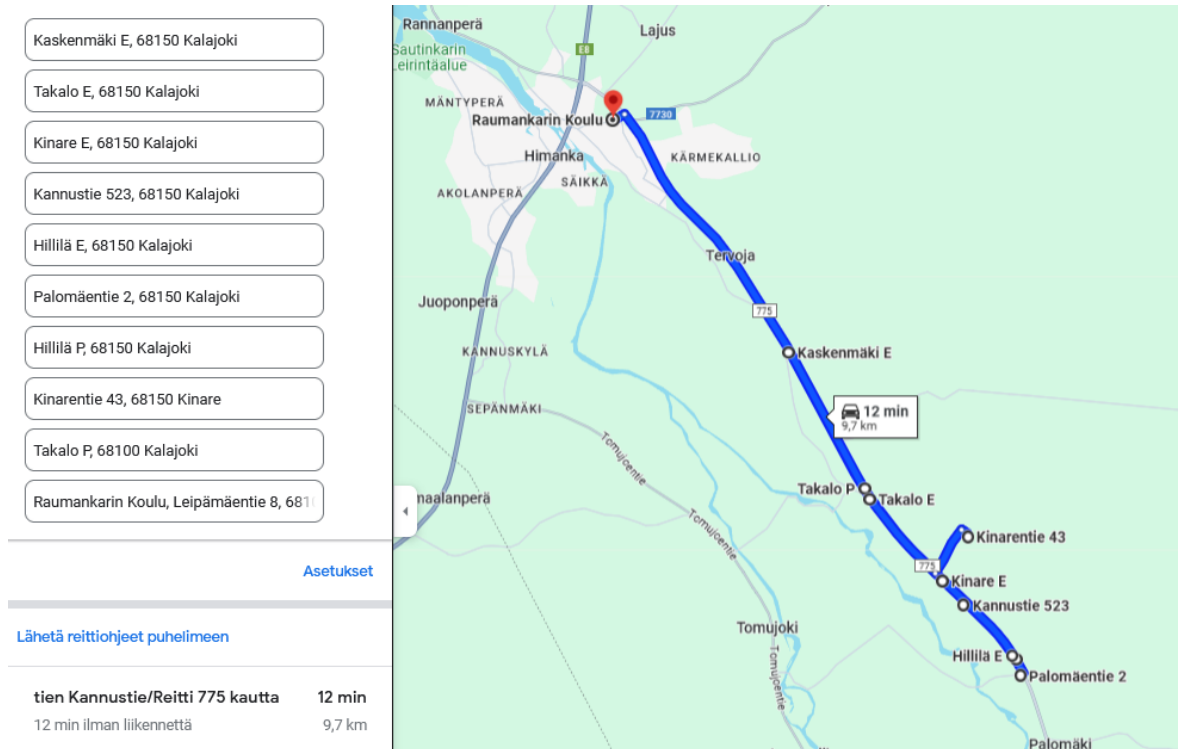 Kaskenmäki E, 68150 Kalajoki
Takalo E, 68150 Kalajoki
Kinare E, 68150 Kalajoki
Kannustie 523, 68150 Kalajoki
Hillilä E, 68150 Kalajoki
Palomäentie 2, 68150 Kalajoki
Hillilä P, 68150 Kalajoki
Kinarentie 43, 68150 Kinare
Takalo P, 68100 Kalajoki
Raumankarin Koulu, Leipämäentie 8, 681
Asetukset
Lähetä reittiohjeet puhelimeen
tien Kannustie/Reitti 775 kautta 12 min
12 min ilman liikennettä 9,7 km
Rannanperä
Lajus
Sautinkarin
Leirintäalue
E8
MÄNTYPERÄ
7730
Raumankarin Koulu
Himanka
KÄRMEKALLIO
SÄIKKÄ
AKOLANPERÄ
Tervoja
Juoponperä
775
KANNUSKYLÄ
Kaskenmäki E
SEPÄNMÄKI
12 min
9,7 km
Tomujoentie
Takalo P
Takalo E
maalanperä
Tomujoentie
Kinarentie 43
775
Kinare E
Kannustie 523
Tomujoki
Hillilä E
Tomujoentie
Palomäentie 2
Palomäki